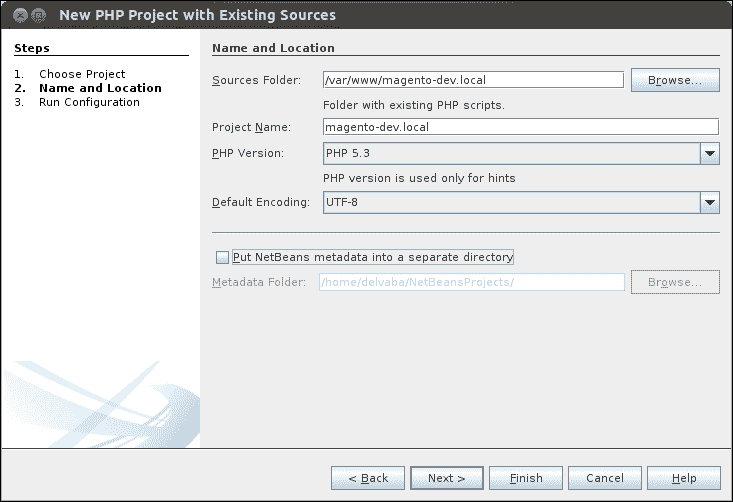 New PHP Project with Existing Sources
Steps
1. Choose Project
2. Name and Location
3. Run Configuration
Name and Location
Sources Folder: /var/www/magento-dev.local Browse...
Folder with existing PHP scripts.
Project Name: magento-dev.local
PHP Version: PHP 5.3
PHP version is used only for hints
Default Encoding: UTF-8
Put NetBeans metadata into a separate directory
Metadata Folder: /home/delvaba/NetBeansProjects/ Browse...
< Back Next > Finish Cancel Help